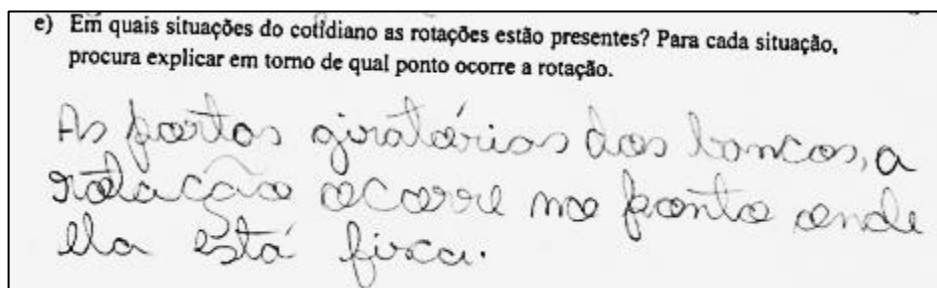 e) Em quais situações do cotidiano as rotações estão presentes? Para cada situação,
procura explicar em torno de qual ponto ocorre a rotação.
As portas giratórias dos bancos, a
rotação ocorre no ponto onde
ela está fixa.